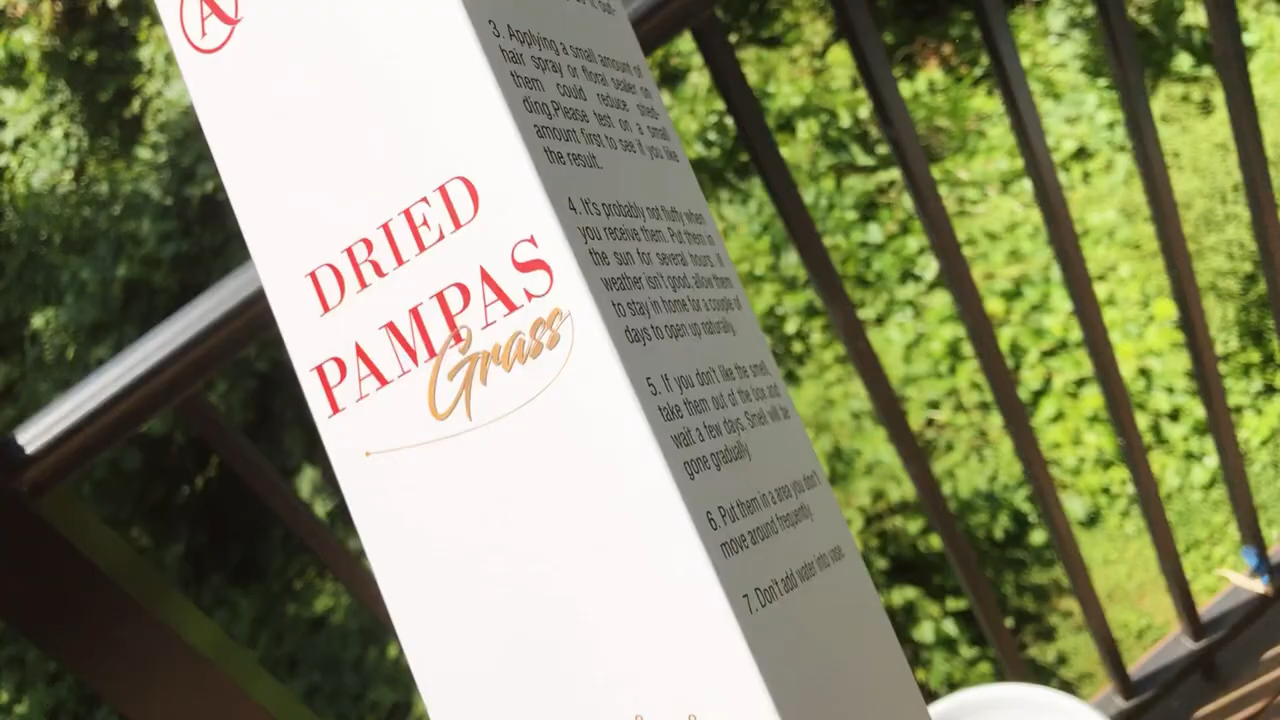 A
DRIED
PAMPAS
Grass
3. Applying a small amount of
hair spray or floral sealer on
them could reduce shed-
ding.Please test on a small
amount first to see if you like
the result.
4. It's probably not fluffy when
you receive them. Put them in
the sun for several hours. If
weather isn't good, allow them
to stay in home for a couple of
days to open up naturally.
5. If you don't like the smell,
take them out of the box and
wait a few days. Smell will be
gone gradually.
6. Put them in a area you don't
move around frequently.
7. Don't add water into vase.